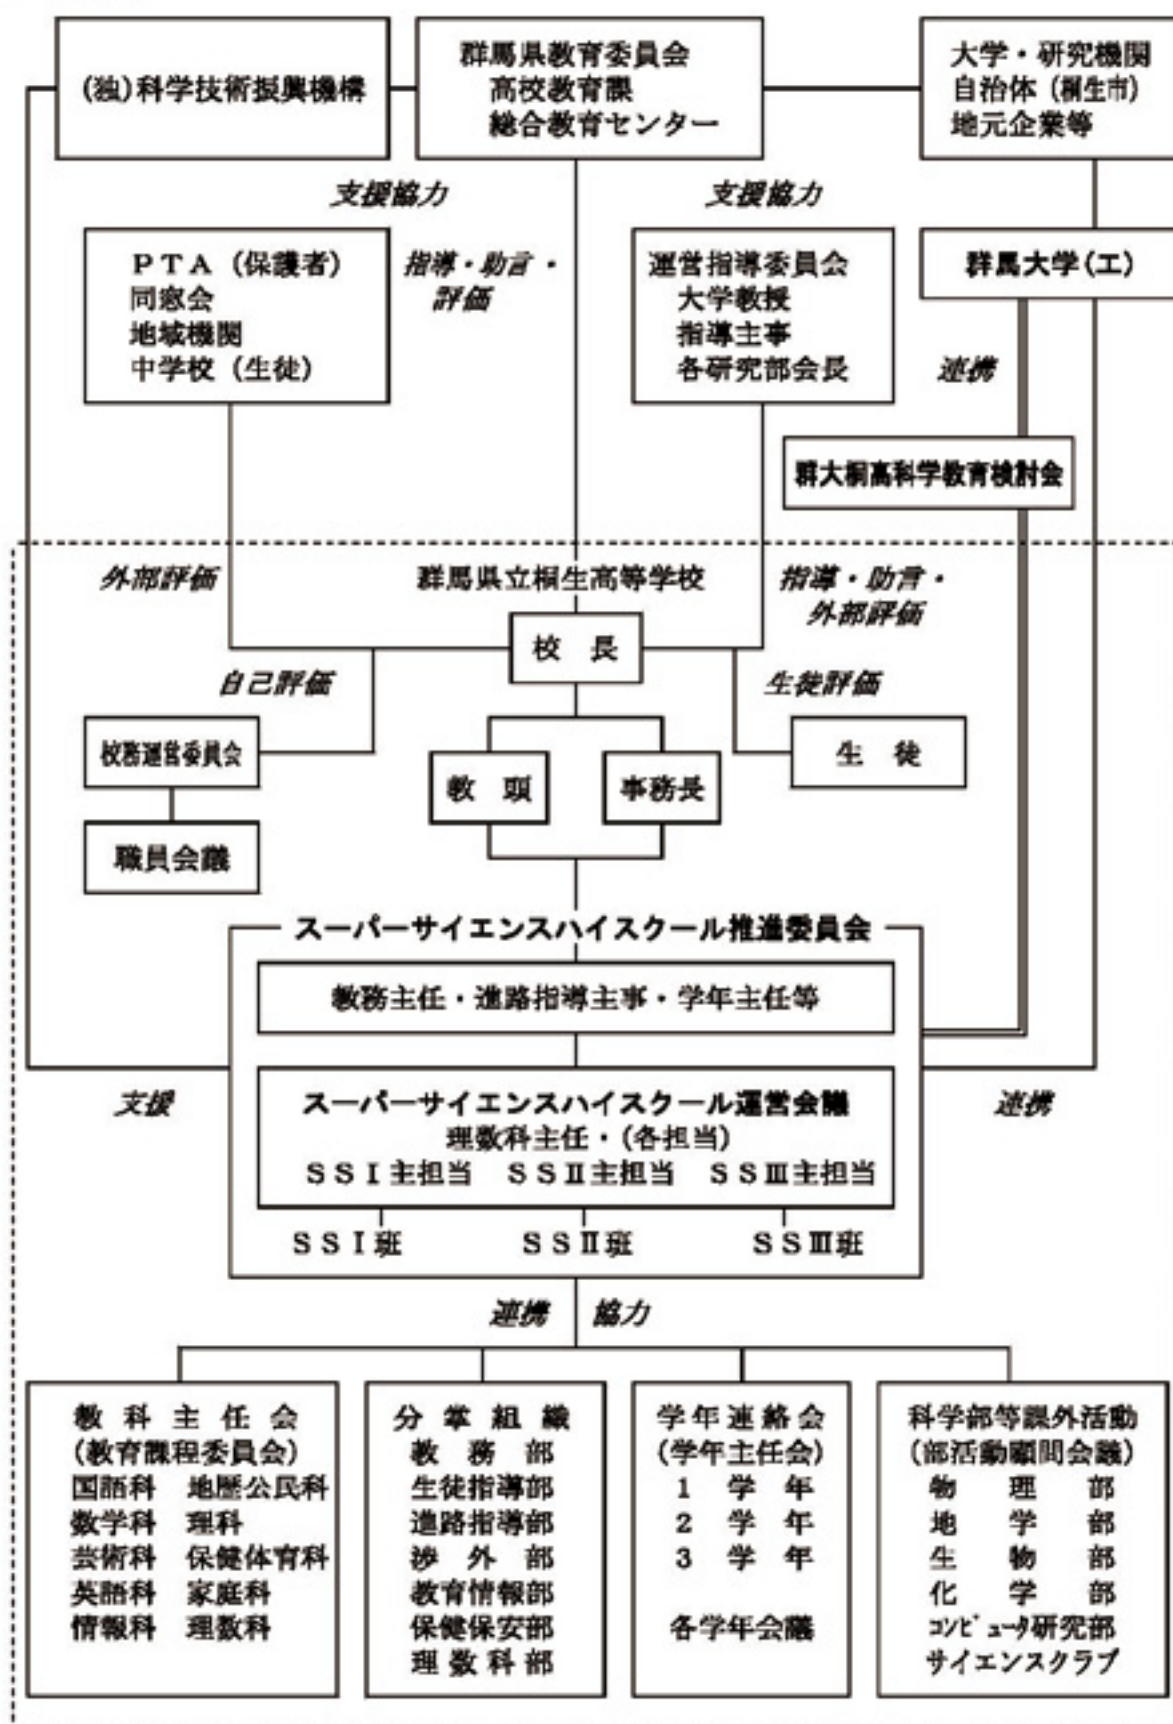 (独)科学技術振興機構
群馬県教育委員会
高校教育課
総合教育センター
大学・研究機関
自治体(桐生市)
地元企業等
支援協力
支援協力
PTA(保護者)
同窓会
地域機関
中学校(生徒)
指導・助言・
評価
運営指導委員会
大学教授
指導主事
各研究部会長
群馬大学(工)
連携
群大桐高科学教育検討会
外部評価
群馬県立桐生高等学校
指導・助言・
外部評価
校 長
自己評価
生徒評価
校務運営委員会
教 頭
事務長
生 徒
職員会議
スーパーサイエンスハイスクール推進委員会
教務主任・進路指導主事・学年主任等
支援
スーパーサイエンスハイスクール運営会議
理数科主任・(各担当)
SSⅠ主担当 SSⅡ主担当 SSⅢ主担当
連携
SSⅠ班 SSⅡ班 SSⅢ班
連携 協力
教科主任会
(教育課程委員会)
国語科 地歴公民科
数学科 理科
芸術科 保健体育科
英語科 家庭科
情報科 理数科
分掌組織
教務部
生徒指導部
進路指導部
渉外部
教育情報部
保健保安部
理数科部
学年連絡会
(学年主任会)
1学年
2学年
3学年
各学年会議
科学部等課外活動
(部活動顧問会議)
物理部
地学部
生物部
化学部
コンピュータ研究部
サイエンスクラブ